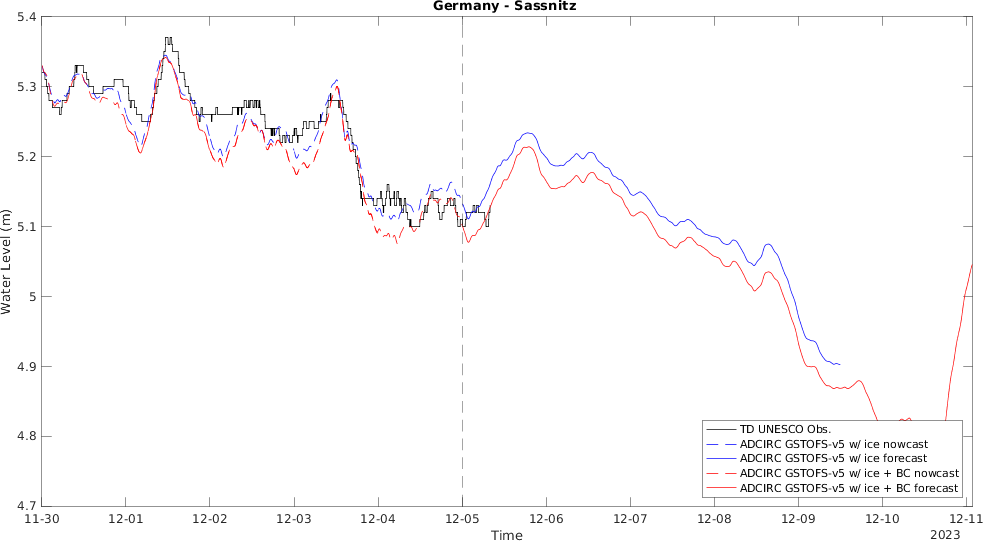 Germany - Sassnitz
5.4
5.3
5.2
5.1
5
4.9
4.8
4.7
Water Level (m)
11-30 12-01 12-02 12-03 12-04 12-05 12-06 12-07 12-08 12-09 12-10 12-11
2023
Time
TD UNESCO Obs.
ADCIRC GSTOFS-v5 w/ ice nowcast
ADCIRC GSTOFS-v5 w/ ice forecast
ADCIRC GSTOFS-v5 w/ ice + BC nowcast
ADCIRC GSTOFS-v5 w/ ice + BC forecast